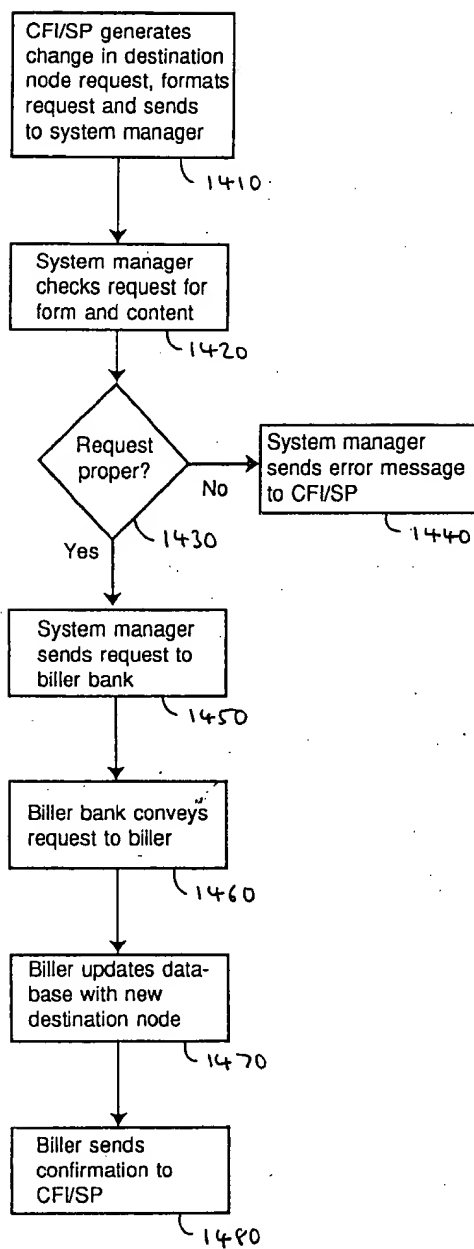 CFI/SP generates
change in destination
node request, formats
request and sends
to system manager
1410
System manager
checks request for
form and content
1420
Request
proper?
1430
No
Yes
System manager
sends error message
to CFI/SP
1440
System manager
sends request to
biller bank
1450
Biller bank conveys
request to biller
1460
Biller updates data-
base with new
destination node
1470
Biller sends
confirmation to
CFI/SP
1480